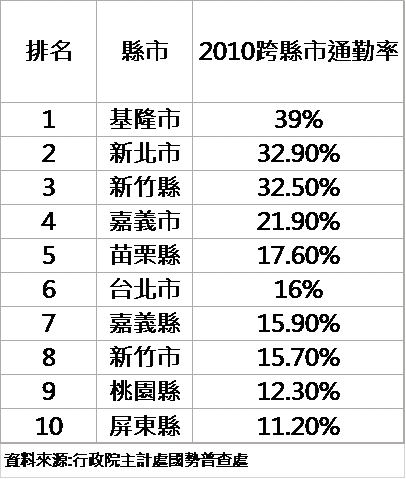 排名 縣市 2010跨縣市通勤率
1 基隆市 39%
2 新北市 32.90%
3 新竹縣 32.50%
4 嘉義市 21.90%
5 苗栗縣 17.60%
6 台北市 16%
7 嘉義縣 15.90%
8 新竹市 15.70%
9 桃園縣 12.30%
10 屏東縣 11.20%
資料來源:行政院主計處國勢普查處